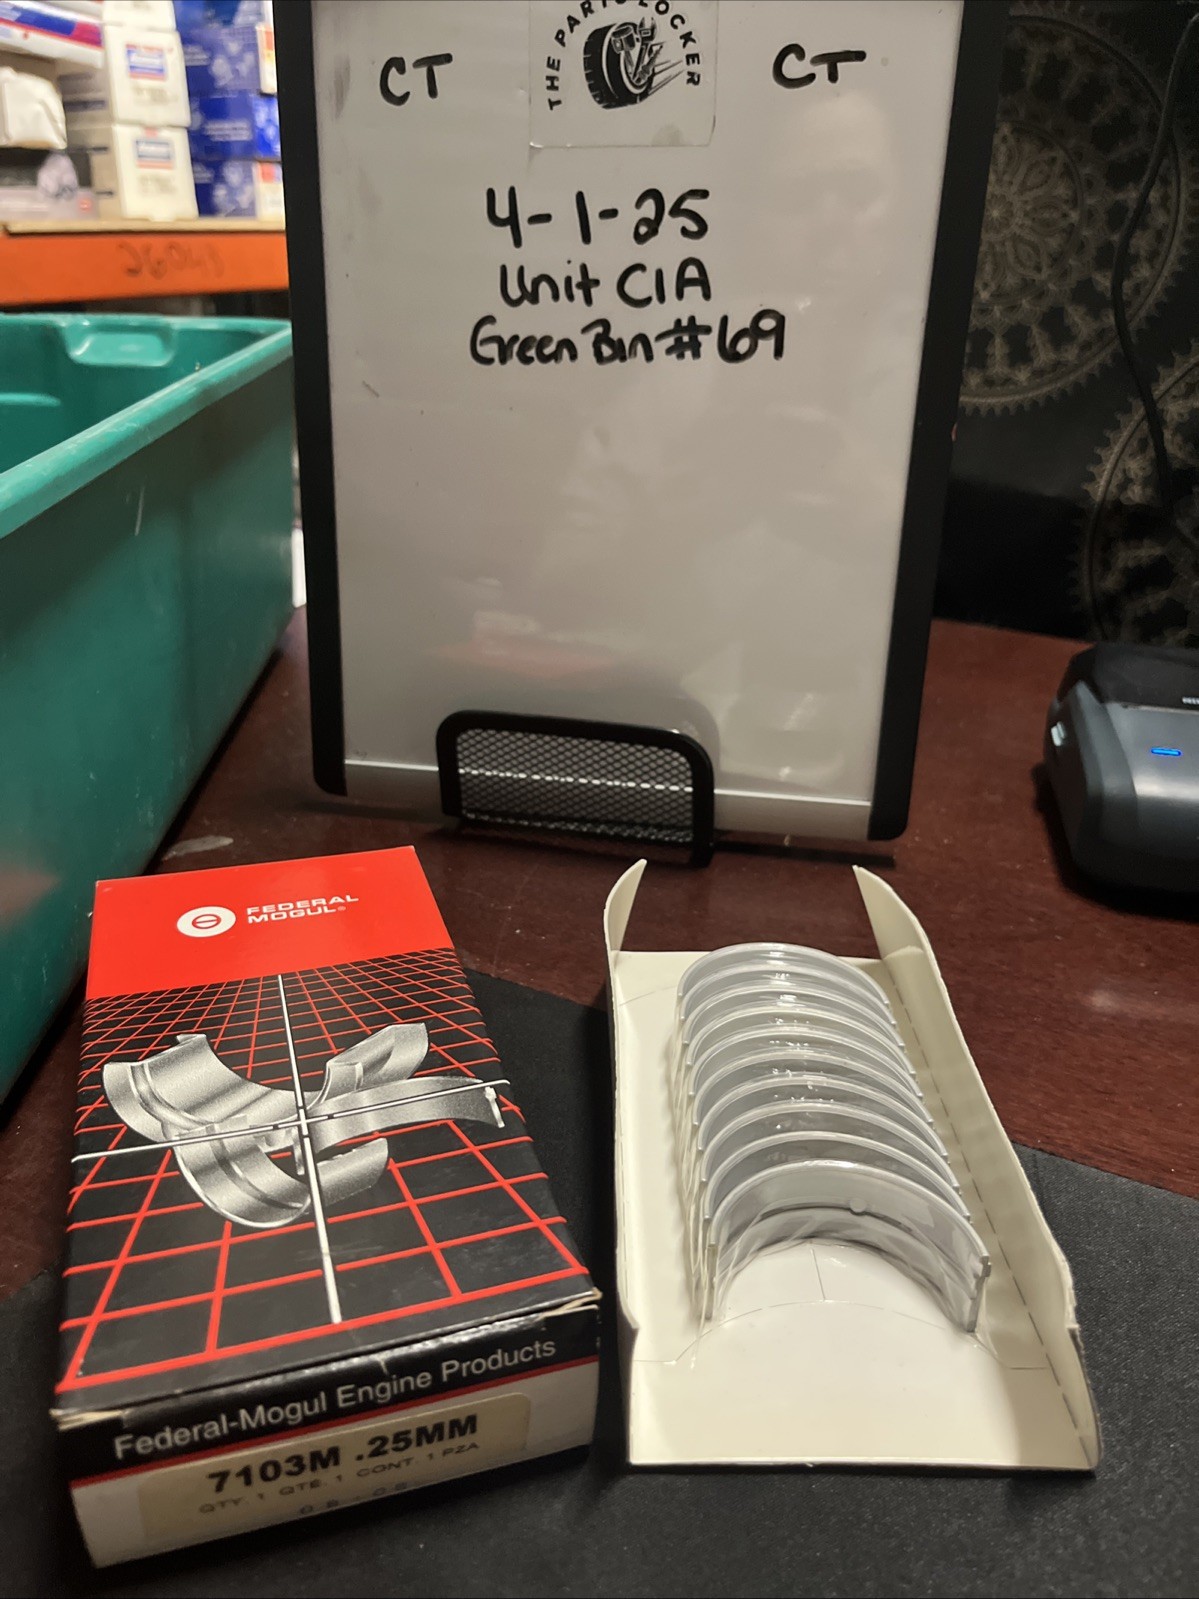 THE PARTS LOCKER
CT
CT
4-1-25
Unit C1A
Green Bin #69
FEDERAL
MOGUL®
Federal-Mogul Engine Products
7103M .25MM
QTY. 1 QTE. 1 CONT. 1 PZA